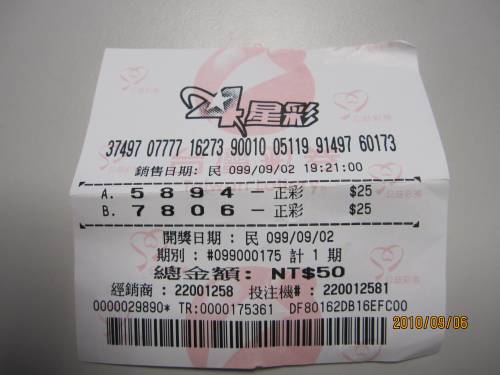 4星彩
37497 07777 16273 90010 05119 91497 60173
銷售日期: 民 099/09/02 19:21:00
A. 5 8 9 4 — 正彩 $25
B. 7 8 0 6 — 正彩 $25
開獎日期 : 民 099/09/02
期別 : #099000175 計 1 期
總金額: NT$50
經銷商 : 22001258 投注機# : 220012581
0000029890* TR:0000175361 DF80162DB16EFC00
2010/09/06